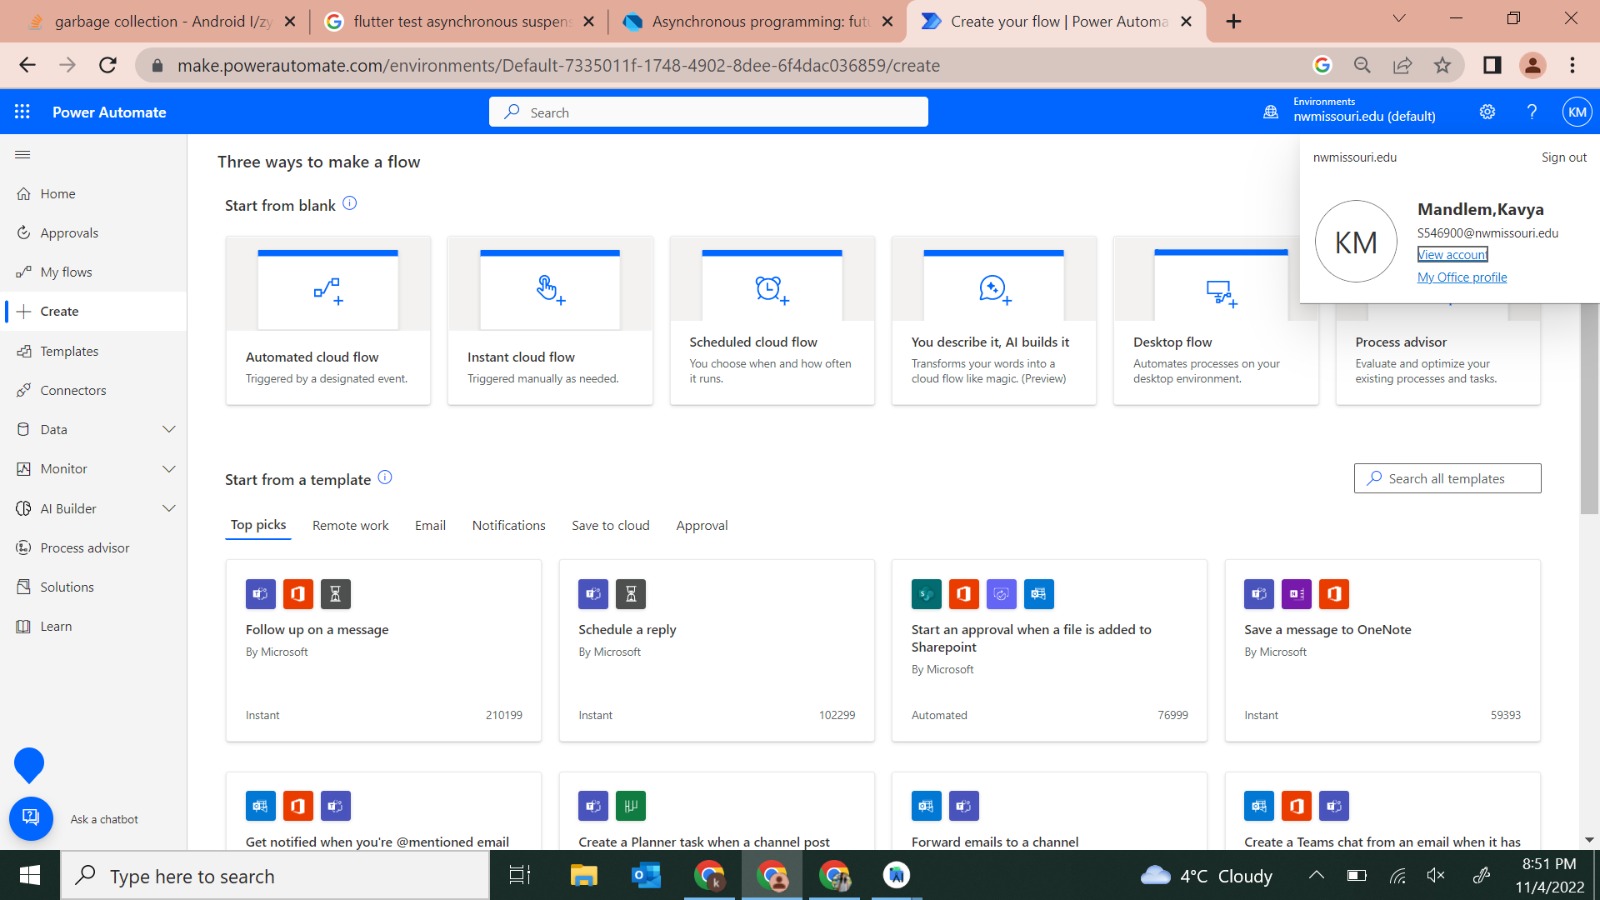 garbage collection - Android I/zy
flutter test asynchronous suspens
Asynchronous programming: futu
Create your flow | Power Automa
make.powerautomate.com/environments/Default-7335011f-1748-4902-8dee-6f4dac036859/create
Power Automate
Search
Environments
nwmissouri.edu (default)
KM
nwmissouri.edu
Sign out
KM
Mandlem,Kavya
S546900@nwmissouri.edu
View account
My Office profile
Home
Approvals
My flows
Create
Templates
Connectors
Data
Monitor
AI Builder
Process advisor
Solutions
Learn
Ask a chatbot
Three ways to make a flow
Start from blank
Automated cloud flow
Triggered by a designated event.
Instant cloud flow
Triggered manually as needed.
Scheduled cloud flow
You choose when and how often
it runs.
You describe it, AI builds it
Transforms your words into a
cloud flow like magic. (Preview)
Desktop flow
Automates processes on your
desktop environment.
Process advisor
Evaluate and optimize your
existing processes and tasks.
Start from a template
Search all templates
Top picks
Remote work
Email
Notifications
Save to cloud
Approval
Follow up on a message
By Microsoft
Instant
210199
Schedule a reply
By Microsoft
Instant
102299
Start an approval when a file is added to
Sharepoint
By Microsoft
Automated
76999
Save a message to OneNote
By Microsoft
Instant
59393
Get notified when you're @mentioned email
Create a Planner task when a channel post
Forward emails to a channel
Create a Teams chat from an email when it has
Type here to search
4°C Cloudy
8:51 PM
11/4/2022